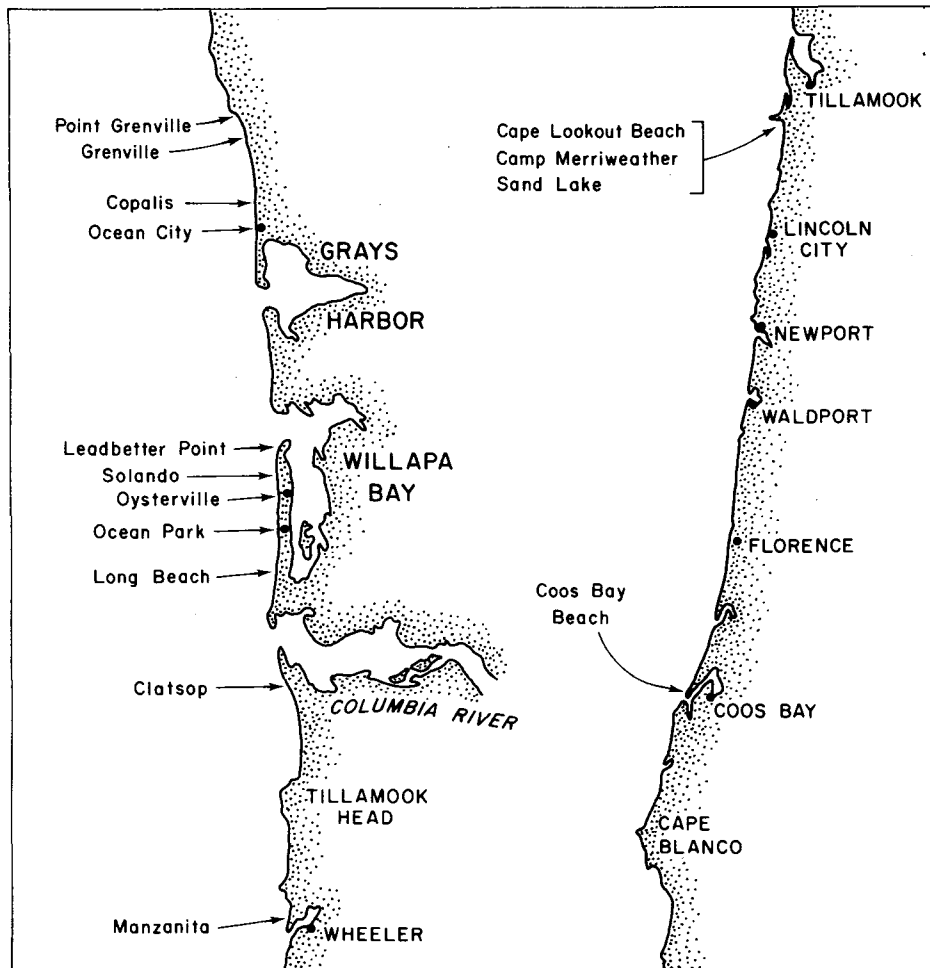 Point Grenville
Grenville
Copalis
Ocean City
GRAYS
HARBOR
Leadbetter Point
Solando
Oysterville
Ocean Park
Long Beach
WILLAPA
BAY
Clatsop
COLUMBIA RIVER
TILLAMOOK
HEAD
Manzanita
WHEELER
TILLAMOOK
Cape Lookout Beach
Camp Merriweather
Sand Lake
LINCOLN
CITY
NEWPORT
WALDPORT
FLORENCE
Coos Bay
Beach
COOS BAY
CAPE
BLANCO